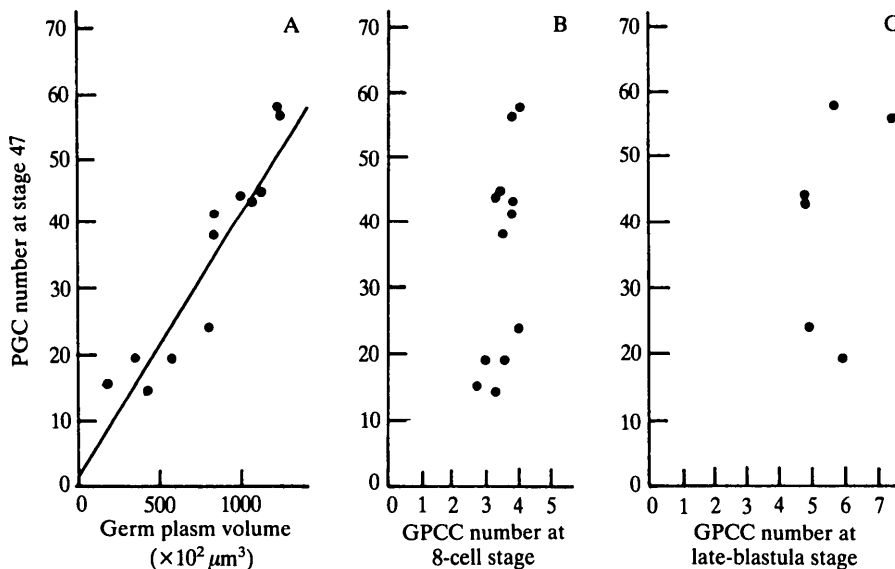 A
B
C
PGC number at stage 47
70
60
50
40
30
20
10
0
0 500 1000
Germ plasm volume
(×10² μm³)
70
60
50
40
30
20
10
0
0 1 2 3 4 5
GPCC number at
8-cell stage
70
60
50
40
30
20
10
0
0 1 2 3 4 5 6 7
GPCC number at
late-blastula stage